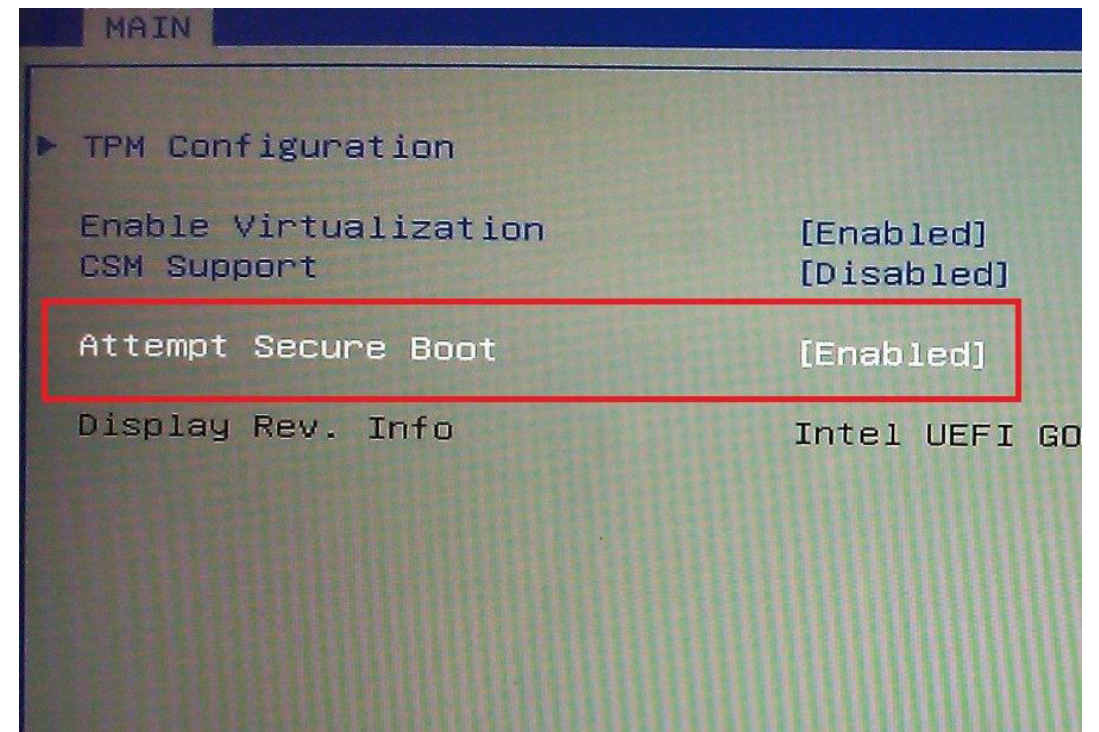 MAIN
TPM Configuration
Enable Virtualization [Enabled]
CSM Support [Disabled]
Attempt Secure Boot [Enabled]
Display Rev. Info Intel UEFI GO